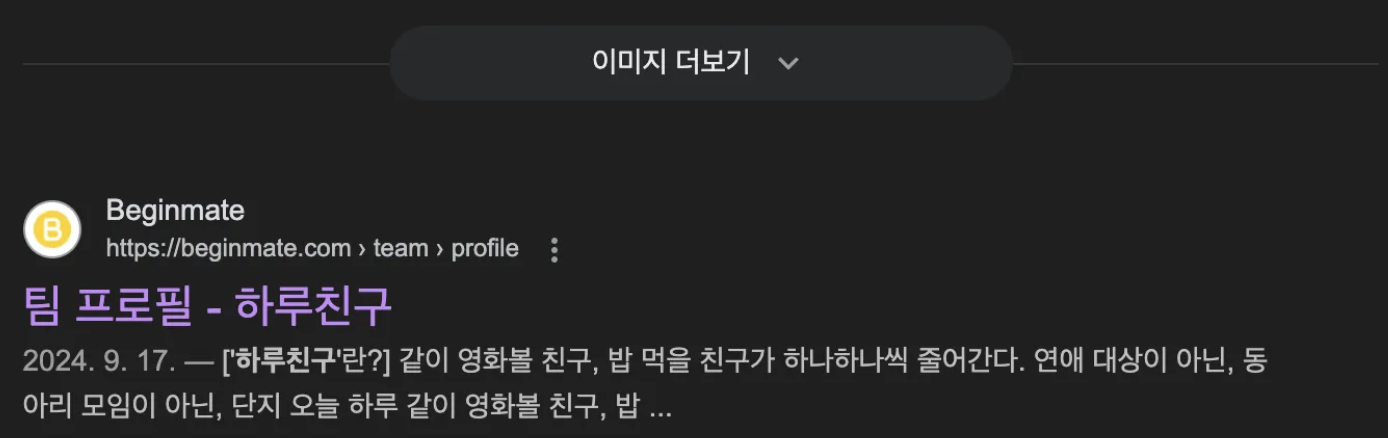 이미지 더보기
B
Beginmate
https://beginmate.com › team › profile
팀 프로필 - 하루친구
2024. 9. 17. — ['하루친구'란?] 같이 영화볼 친구, 밥 먹을 친구가 하나하나씩 줄어간다. 연애 대상이 아닌, 동
아리 모임이 아닌, 단지 오늘 하루 같이 영화볼 친구, 밥 ...